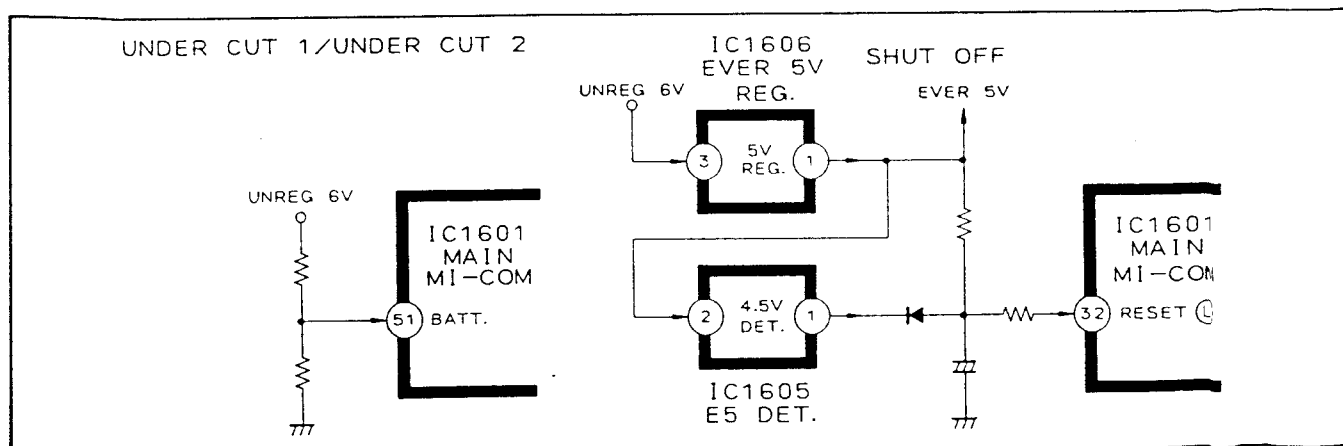 UNDER CUT 1/UNDER CUT 2
UNREG 6V
IC1601
MAIN
MI-COM
51 BATT.
IC1606
EVER 5V
REG.
UNREG 6V
3 5V 1
REG.
SHUT OFF
EVER 5V
2 4.5V 1
DET.
IC1605
E5 DET.
IC1601
MAIN
MI-COM
32 RESET L